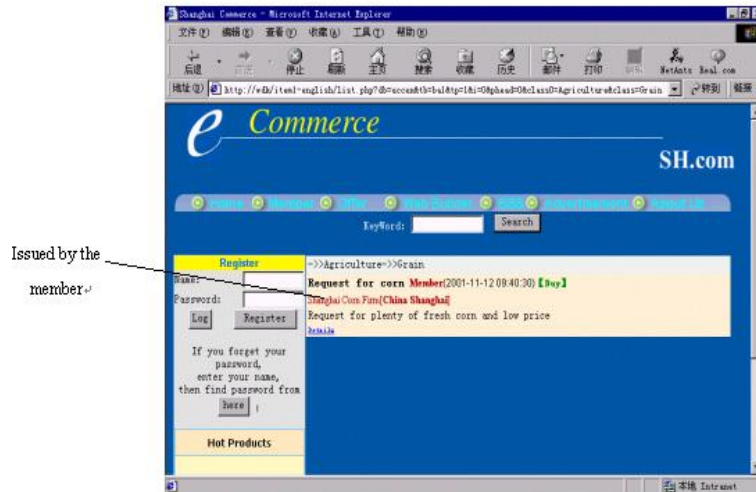 Shanghai Commerce - Microsoft Internet Explorer
文件(F) 编辑(E) 查看(V) 收藏(A) 工具(T) 帮助(H)
后退 前进 停止 刷新 主页 搜索 收藏 历史 邮件 打印 NetAnts Real.com
地址(D) 转到 链接
e Commerce
SH.com
Home Member Offer Web Builder BBS Advertisement About Us
KeyWord: Search
Issued by the
member
Register
Name:
Password:
Log Register
If you forget your
password,
enter your name,
then find password from
here !
Hot Products
->>Agriculture->>Grain
Request for corn Member(2001-11-12 09:40:30)【Buy】
Shanghai Corn Firm[China Shanghai]
Request for plenty of fresh corn and low price
Details
本地 Intranet